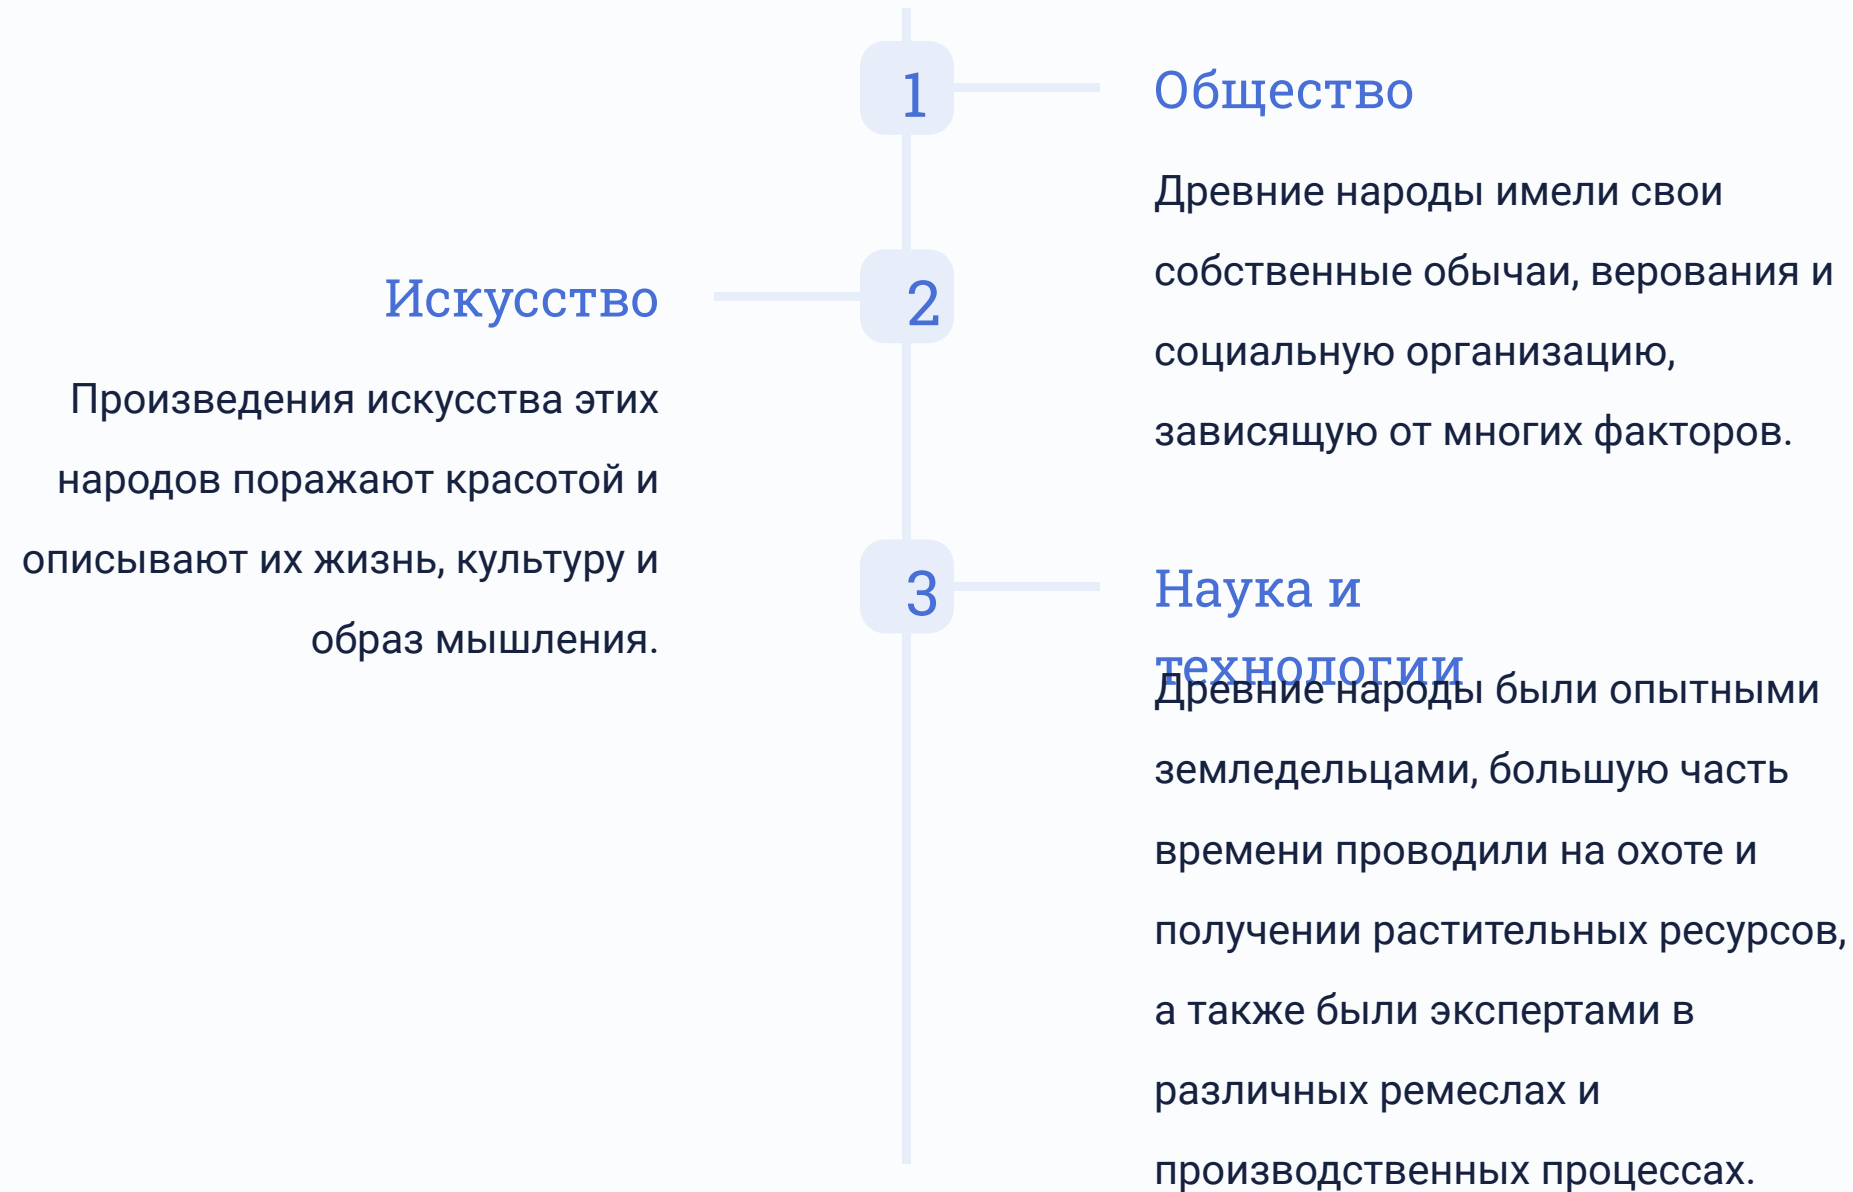 1
Общество
Древние народы имели свои
собственные обычаи, верования и
социальную организацию,
зависящую от многих факторов.
2
Искусство
Произведения искусства этих
народов поражают красотой и
описывают их жизнь, культуру и
образ мышления.
3
Наука и
технологии
Древние народы были опытными
земледельцами, большую часть
времени проводили на охоте и
получении растительных ресурсов,
а также были экспертами в
различных ремеслах и
производственных процессах.